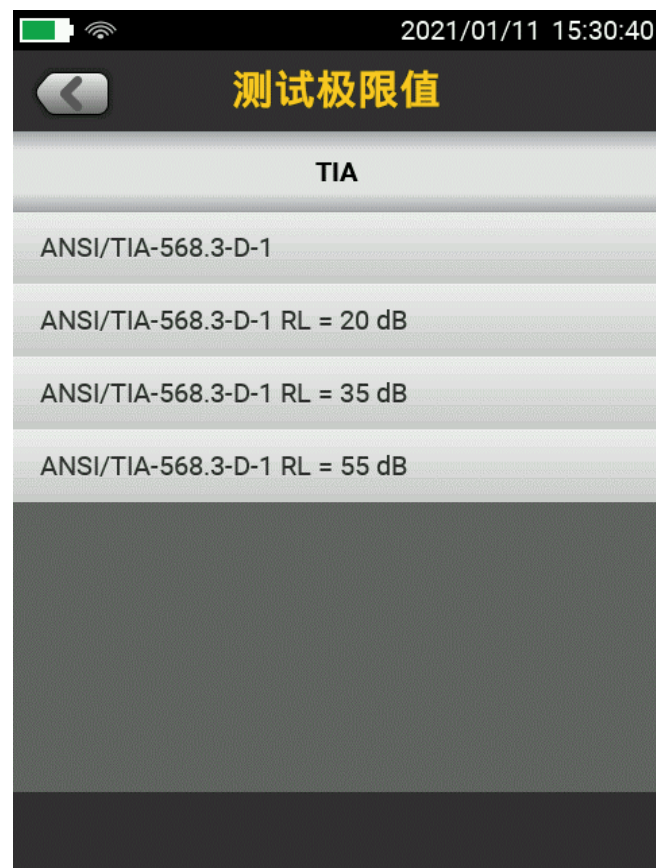 2021/01/11 15:30:40
测试极限值
TIA
ANSI/TIA-568.3-D-1
ANSI/TIA-568.3-D-1 RL = 20 dB
ANSI/TIA-568.3-D-1 RL = 35 dB
ANSI/TIA-568.3-D-1 RL = 55 dB